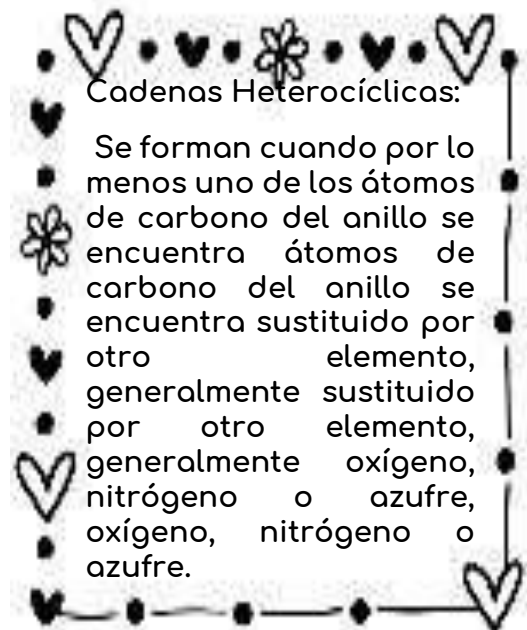 Cadenas Heterocíclicas:
Se forman cuando por lo
menos uno de los átomos
de carbono del anillo se
encuentra átomos de
carbono del anillo se
encuentra sustituido por
otro elemento,
generalmente sustituido
por otro elemento,
generalmente oxígeno,
nitrógeno o azufre,
oxígeno, nitrógeno o
azufre.